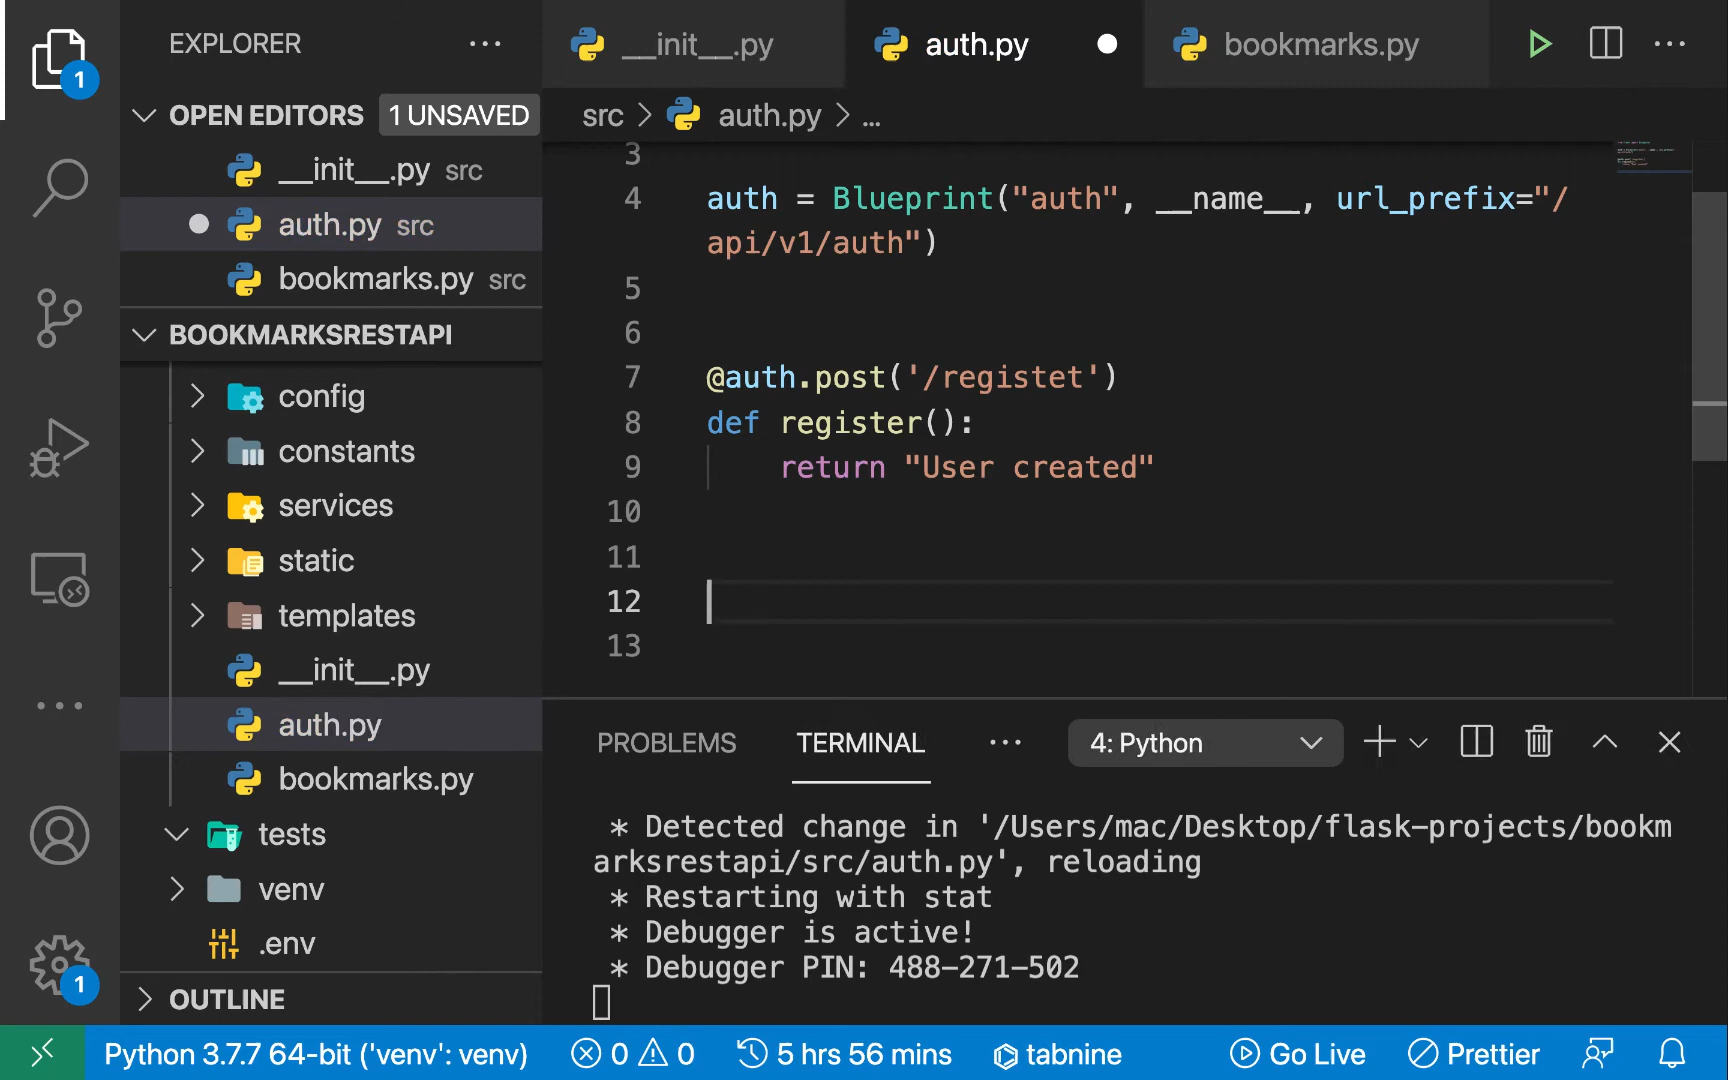 EXPLORER
OPEN EDITORS 1 UNSAVED
__init__.py src
auth.py src
bookmarks.py src
BOOKMARKSRESTAPI
config
constants
services
static
templates
__init__.py
auth.py
bookmarks.py
tests
venv
.env
OUTLINE
1
1
__init__.py auth.py bookmarks.py
src > auth.py > ...
3
4 auth = Blueprint("auth", __name__, url_prefix="/
api/v1/auth")
5
6
7 @auth.post('/registet')
8 def register():
9 return "User created"
10
11
12
13
PROBLEMS TERMINAL 4: Python
* Detected change in '/Users/mac/Desktop/flask-projects/bookm
arksrestapi/src/auth.py', reloading
* Restarting with stat
* Debugger is active!
* Debugger PIN: 488-271-502
Python 3.7.7 64-bit ('venv': venv) 0 0 5 hrs 56 mins tabnine Go Live Prettier